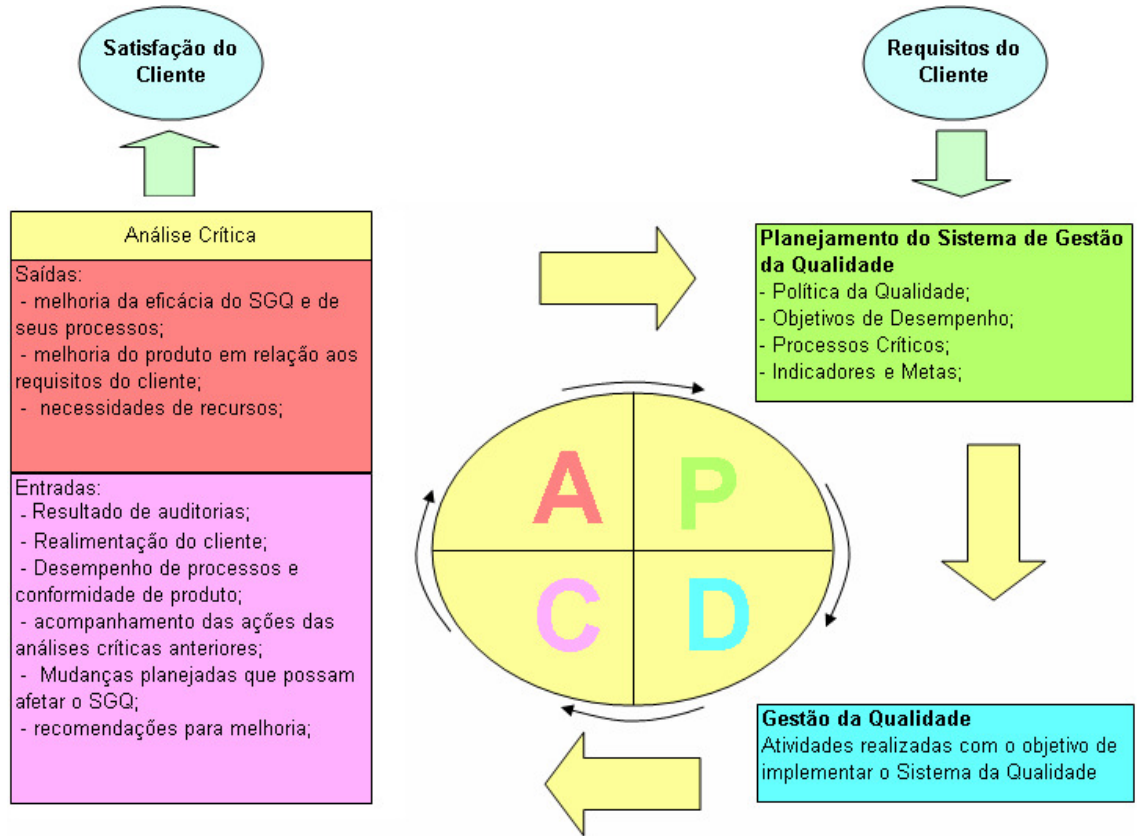 Satisfação do
Cliente
Requisitos do
Cliente
Análise Crítica
Saídas:
- melhoria da eficácia do SGQ e de
seus processos;
- melhoria do produto em relação aos
requisitos do cliente;
- necessidades de recursos;
Entradas:
- Resultado de auditorias;
- Realimentação do cliente;
- Desempenho de processos e
conformidade de produto;
- acompanhamento das ações das
análises críticas anteriores;
- Mudanças planejadas que possam
afetar o SGQ;
- recomendações para melhoria;
Planejamento do Sistema de Gestão
da Qualidade
- Política da Qualidade;
- Objetivos de Desempenho;
- Processos Críticos;
- Indicadores e Metas;
A P
C D
Gestão da Qualidade
Atividades realizadas com o objetivo de
implementar o Sistema da Qualidade